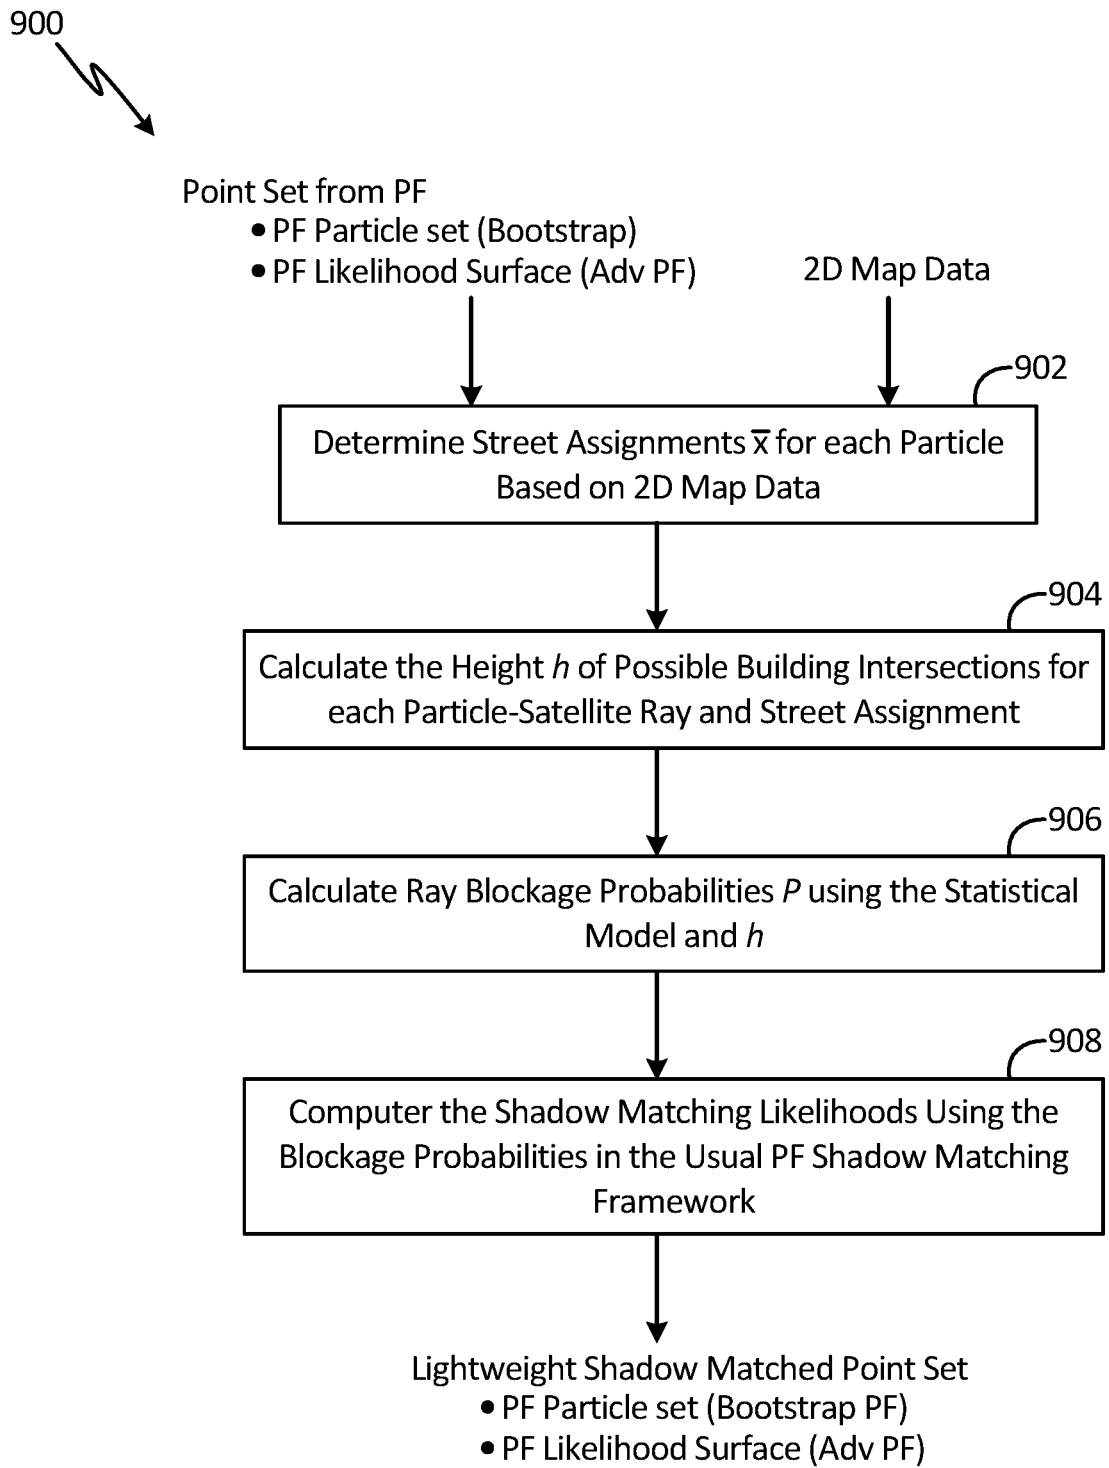 900
Point Set from PF
• PF Particle set (Bootstrap)
• PF Likelihood Surface (Adv PF)
2D Map Data
902
Determine Street Assignments x̅ for each Particle
Based on 2D Map Data
904
Calculate the Height h of Possible Building Intersections for
each Particle-Satellite Ray and Street Assignment
906
Calculate Ray Blockage Probabilities P using the Statistical
Model and h
908
Computer the Shadow Matching Likelihoods Using the
Blockage Probabilities in the Usual PF Shadow Matching
Framework
Lightweight Shadow Matched Point Set
• PF Particle set (Bootstrap PF)
• PF Likelihood Surface (Adv PF)